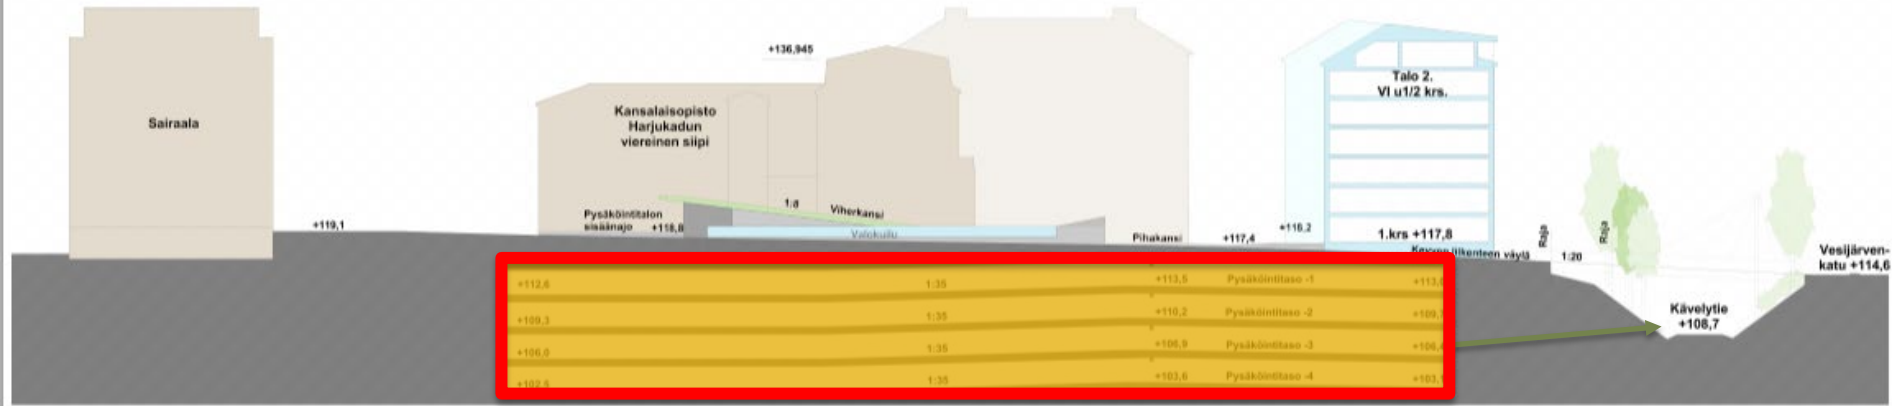 +136,945
Talo 2.
VI u1/2 krs.
Kansalaisopisto
Harjukadun
viereinen siipi
Sairaala
1:8
Viherkansi
Pysäköintitalon
sisäänajo +118,8
+119,1
Valokuilu
Pihakansi
+117,4
+118,2
1.krs +117,8
Raja
Raja
väylä
1:20
Vesijärven-
katu +114,6
+112,6
1:35
+113,5
Pysäköintitaso -1
+109,3
1:35
+110,2
Pysäköintitaso -2
+106,0
1:35
+106,9
Pysäköintitaso -3
+102,5
1:35
+103,6
Pysäköintitaso -4
Kävelytie
+108,7